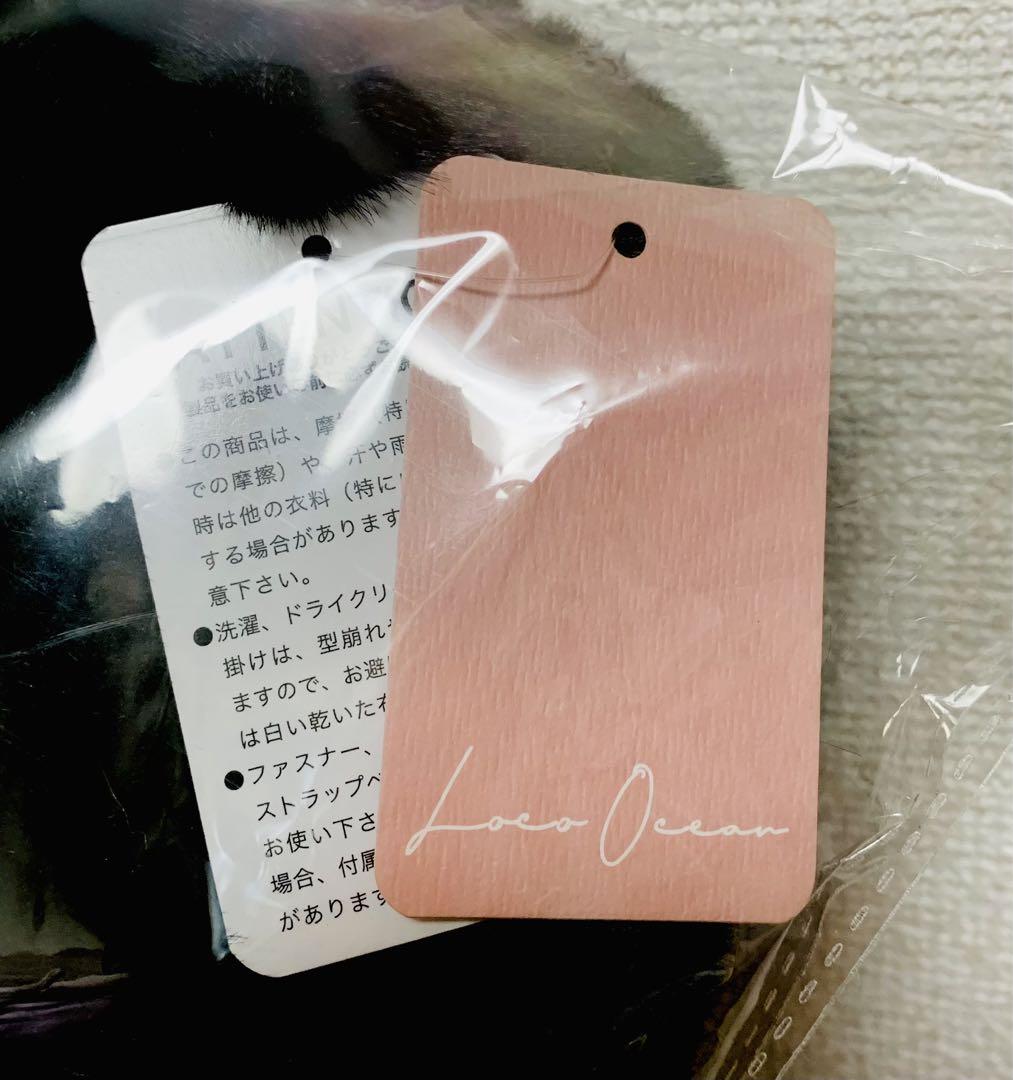 お買い上げ
製品をお使い
この商品は、摩
での摩擦）や 汗や雨
時は他の衣料（特に
する場合があります
意下さい。
●洗濯、ドライクリ
掛けは、型崩れ
ますので、お避
は白い乾いた
●ファスナー、
ストラップ
お使い下さ
場合、付属
があります
Loco Ocean